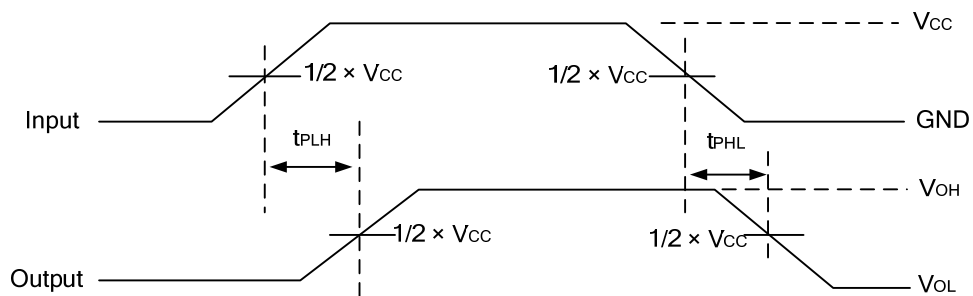 VCC
1/2 × VCC
1/2 × VCC
Input
GND
tPLH
tPHL
VOH
1/2 × VCC
1/2 × VCC
Output
VOL